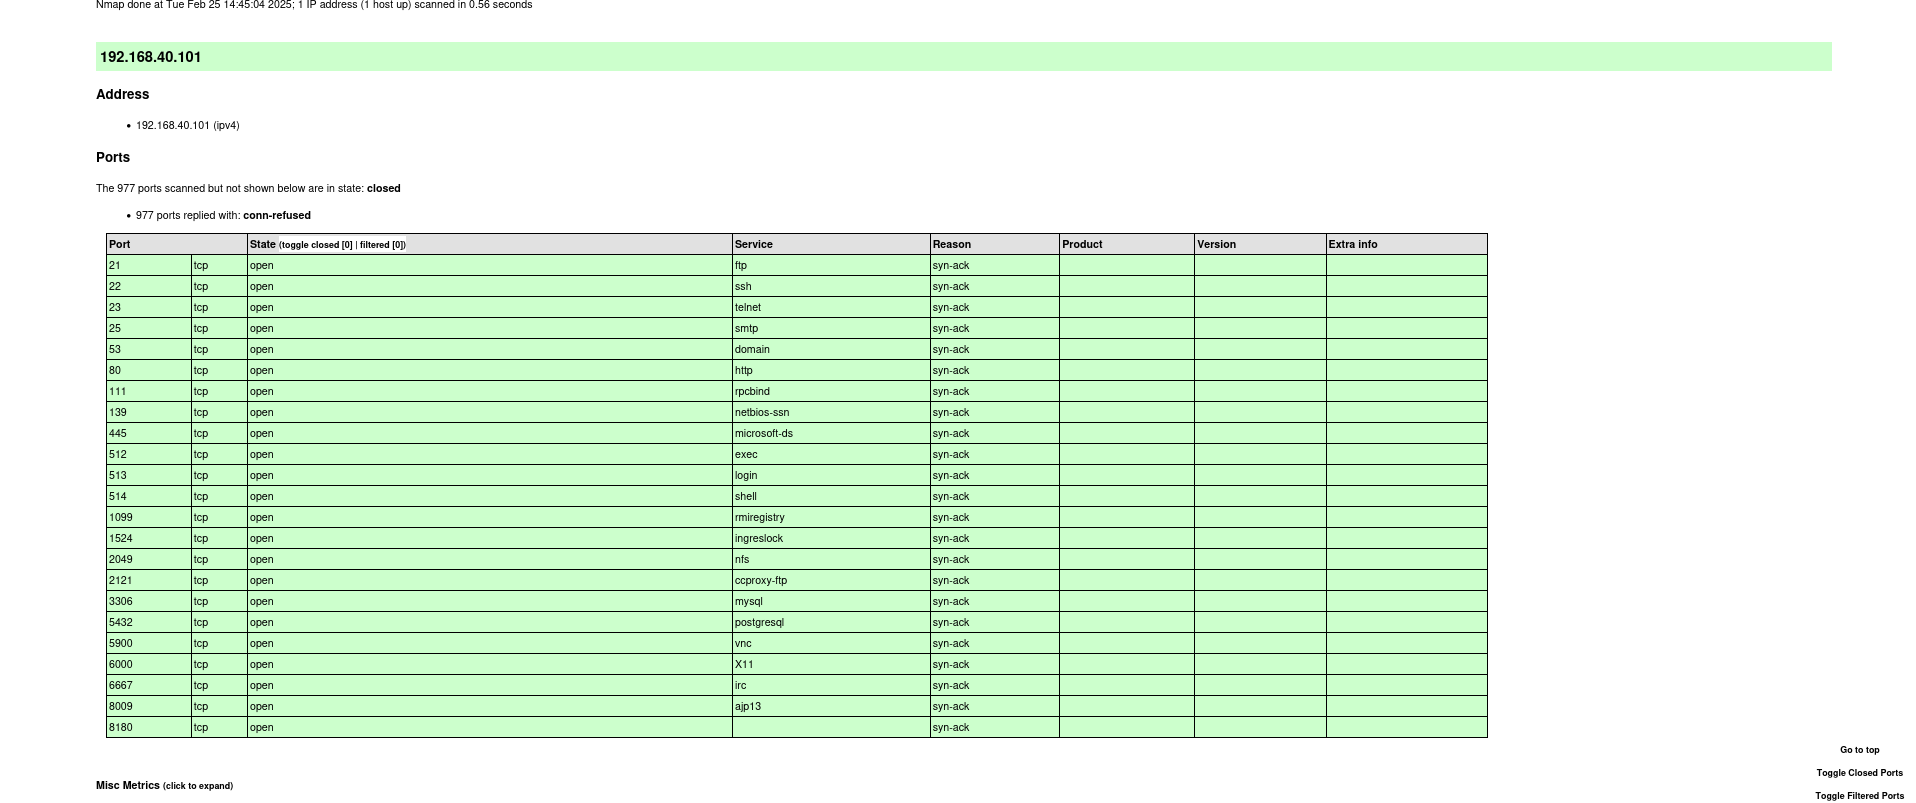 Nmap done at Tue Feb 25 14:45:04 2025; 1 IP address (1 host up) scanned in 0.56 seconds
192.168.40.101
Address
• 192.168.40.101 (ipv4)
Ports
The 977 ports scanned but not shown below are in state: closed
• 977 ports replied with: conn-refused
Port State (toggle closed [0] | filtered [0]) Service Reason Product Version Extra info
21 tcp open ftp syn-ack
22 tcp open ssh syn-ack
23 tcp open telnet syn-ack
25 tcp open smtp syn-ack
53 tcp open domain syn-ack
80 tcp open http syn-ack
111 tcp open rpcbind syn-ack
139 tcp open netbios-ssn syn-ack
445 tcp open microsoft-ds syn-ack
512 tcp open exec syn-ack
513 tcp open login syn-ack
514 tcp open shell syn-ack
1099 tcp open rmiregistry syn-ack
1524 tcp open ingreslock syn-ack
2049 tcp open nfs syn-ack
2121 tcp open ccproxy-ftp syn-ack
3306 tcp open mysql syn-ack
5432 tcp open postgresql syn-ack
5900 tcp open vnc syn-ack
6000 tcp open X11 syn-ack
6667 tcp open irc syn-ack
8009 tcp open ajp13 syn-ack
8180 tcp open syn-ack
Go to top
Toggle Closed Ports
Toggle Filtered Ports
Misc Metrics (click to expand)